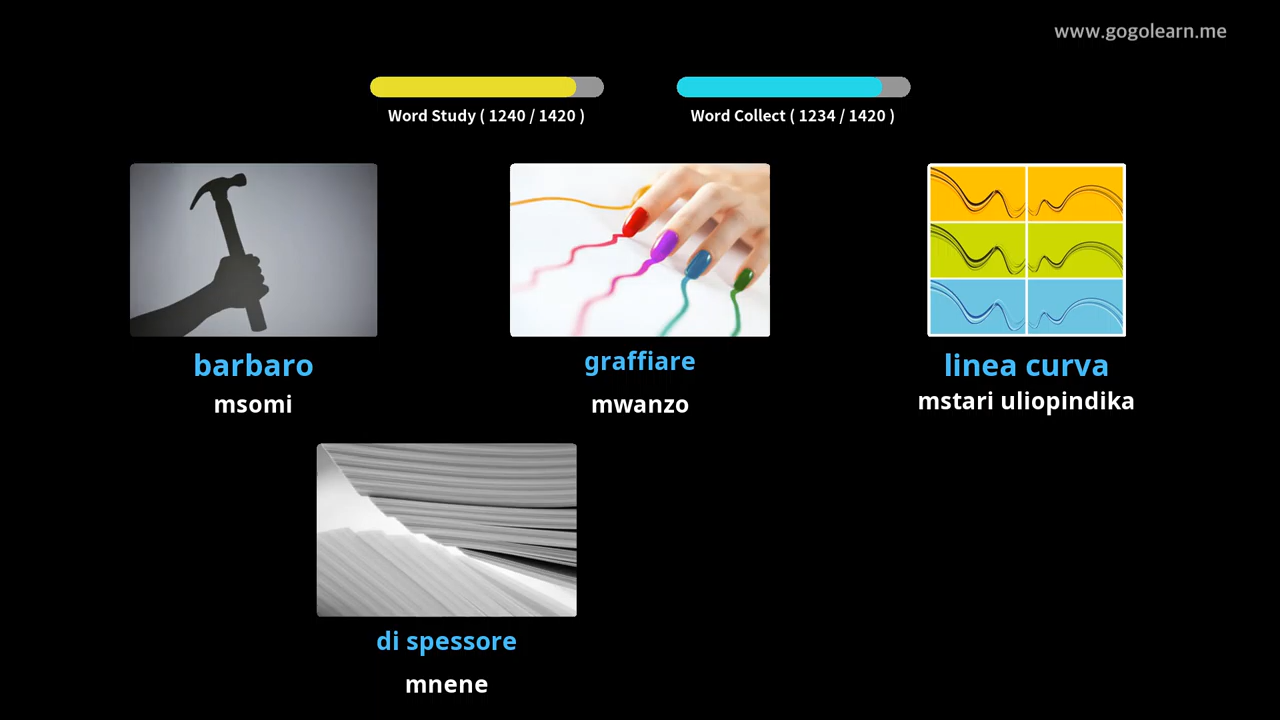 www.gogolearn.me
Word Study ( 1240 / 1420 )
Word Collect ( 1234 / 1420 )
barbaro
msomi
graffiare
mwanzo
linea curva
mstari uliopindika
di spessore
mnene